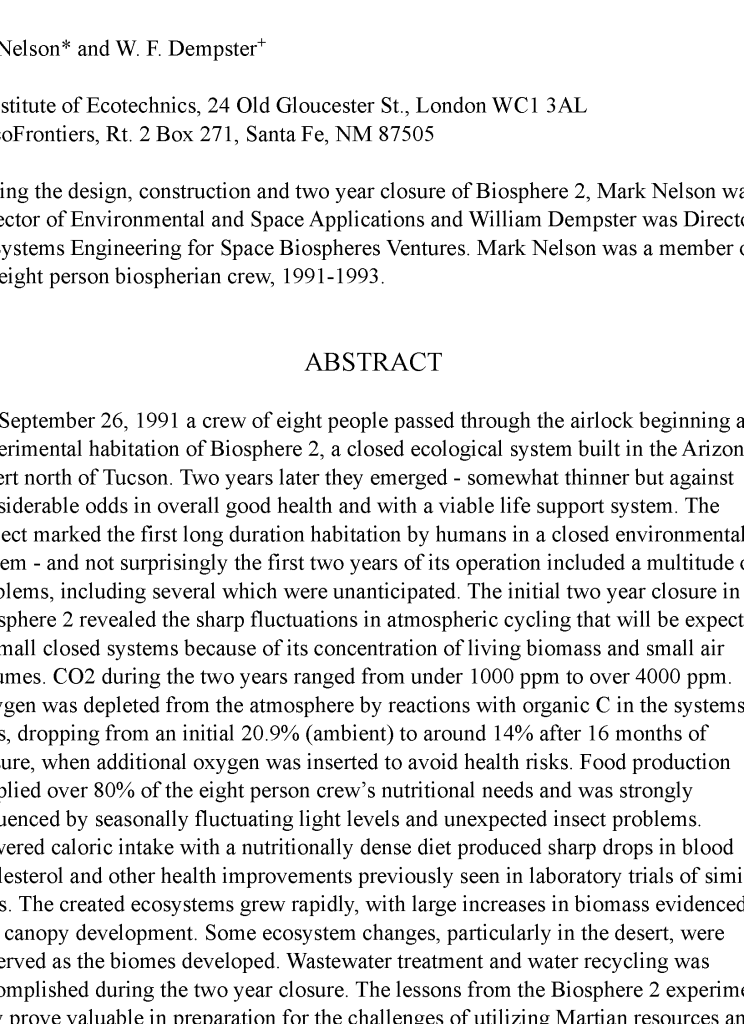 Nelson* and W. F. Dempster+
stitute of Ecotechnics, 24 Old Gloucester St., London WC1 3AL
oFrontiers, Rt. 2 Box 271, Santa Fe, NM 87505
ing the design, construction and two year closure of Biosphere 2, Mark Nelson wa
ector of Environmental and Space Applications and William Dempster was Directo
Systems Engineering for Space Biospheres Ventures. Mark Nelson was a member o
eight person biospherian crew, 1991-1993.
ABSTRACT
September 26, 1991 a crew of eight people passed through the airlock beginning a
erimental habitation of Biosphere 2, a closed ecological system built in the Arizon
ert north of Tucson. Two years later they emerged - somewhat thinner but against
siderable odds in overall good health and with a viable life support system. The
ect marked the first long duration habitation by humans in a closed environmental
em - and not surprisingly the first two years of its operation included a multitude o
blems, including several which were unanticipated. The initial two year closure in
sphere 2 revealed the sharp fluctuations in atmospheric cycling that will be expect
mall closed systems because of its concentration of living biomass and small air
umes. CO2 during the two years ranged from under 1000 ppm to over 4000 ppm.
ygen was depleted from the atmosphere by reactions with organic C in the systems
s, dropping from an initial 20.9% (ambient) to around 14% after 16 months of
sure, when additional oxygen was inserted to avoid health risks. Food production
plied over 80% of the eight person crew's nutritional needs and was strongly
uenced by seasonally fluctuating light levels and unexpected insect problems.
wered caloric intake with a nutritionally dense diet produced sharp drops in blood
lesterol and other health improvements previously seen in laboratory trials of simi
s. The created ecosystems grew rapidly, with large increases in biomass evidenced
canopy development. Some ecosystem changes, particularly in the desert, were
erved as the biomes developed. Wastewater treatment and water recycling was
omplished during the two year closure. The lessons from the Biosphere 2 experime
y prove valuable in preparation for the challenges of utilizing Martian resources an